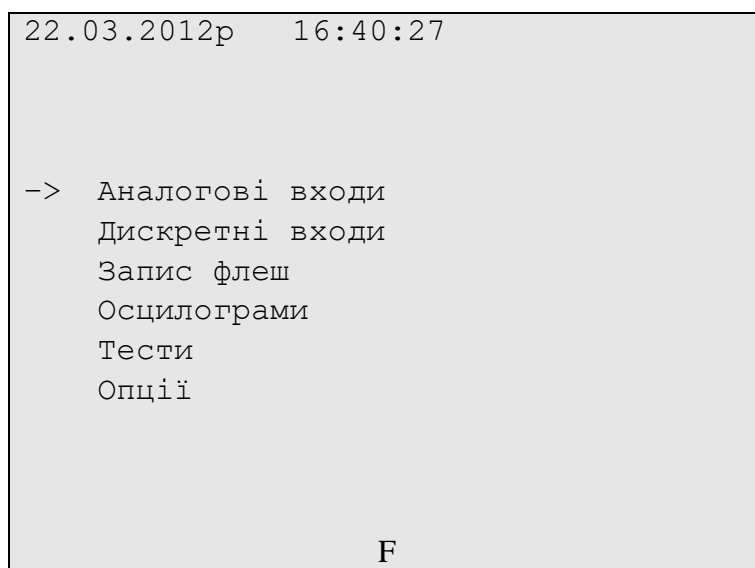 22.03.2012р 16:40:27
-> Аналогові входи
Дискретні входи
Запис флеш
Осцилограми
Тести
Опції
F